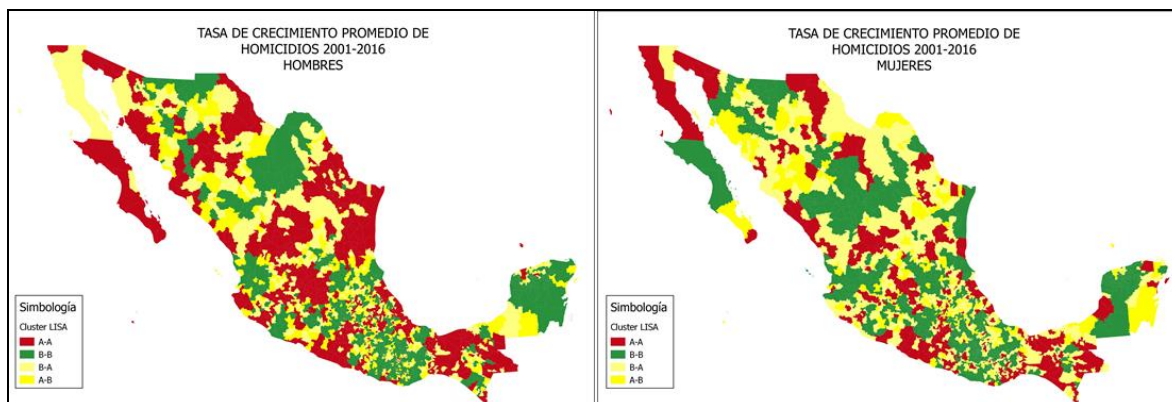 TASA DE CRECIMIENTO PROMEDIO DE
HOMICIDIOS 2001-2016
HOMBRES
Simbología
Cluster LISA
A-A
B-B
B-A
A-B
TASA DE CRECIMIENTO PROMEDIO DE
HOMICIDIOS 2001-2016
MUJERES
Simbología
Cluster LISA
A-A
B-B
B-A
A-B